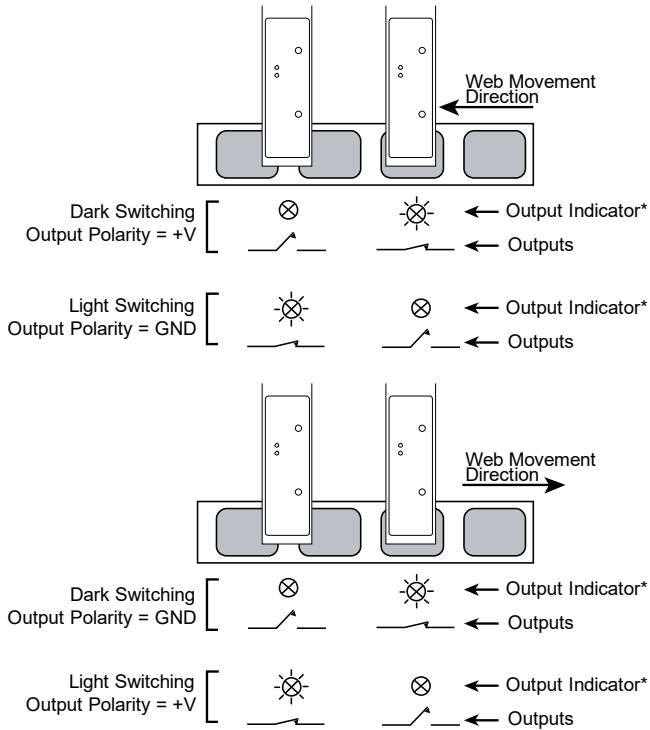 Web Movement
Direction
Dark Switching
Output Polarity = +V
Output Indicator*
Outputs
Light Switching
Output Polarity = GND
Output Indicator*
Outputs
Web Movement
Direction
Dark Switching
Output Polarity = GND
Output Indicator*
Outputs
Light Switching
Output Polarity = +V
Output Indicator*
Outputs